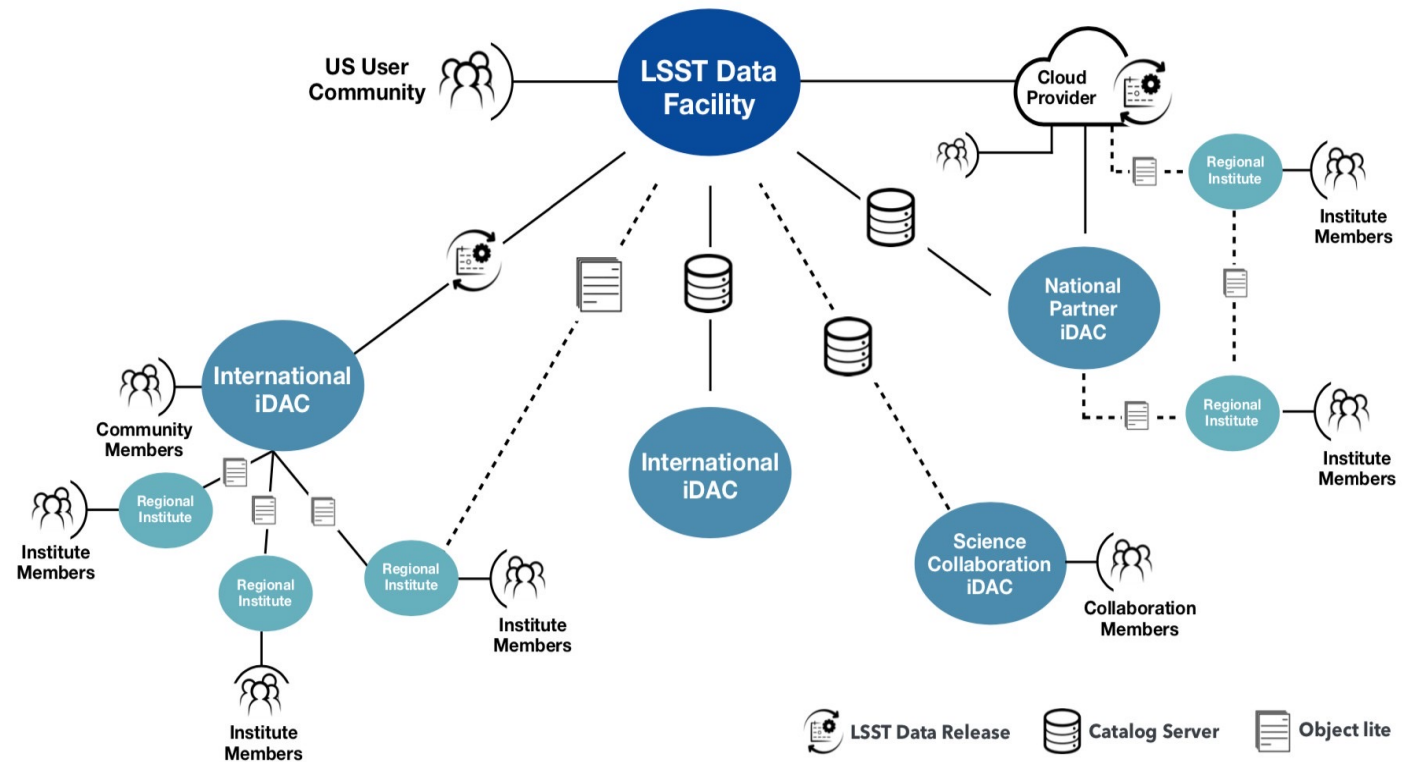 US User
Community
LSST Data
Facility
Cloud
Provider
Regional
Institute
Institute
Members
National
Partner
iDAC
International
iDAC
Community
Members
Regional
Institute
Institute
Members
International
iDAC
Regional
Institute
Institute
Members
Regional
Institute
Institute
Members
Regional
Institute
Institute
Members
Science
Collaboration
iDAC
Collaboration
Members
LSST Data Release
Catalog Server
Object lite